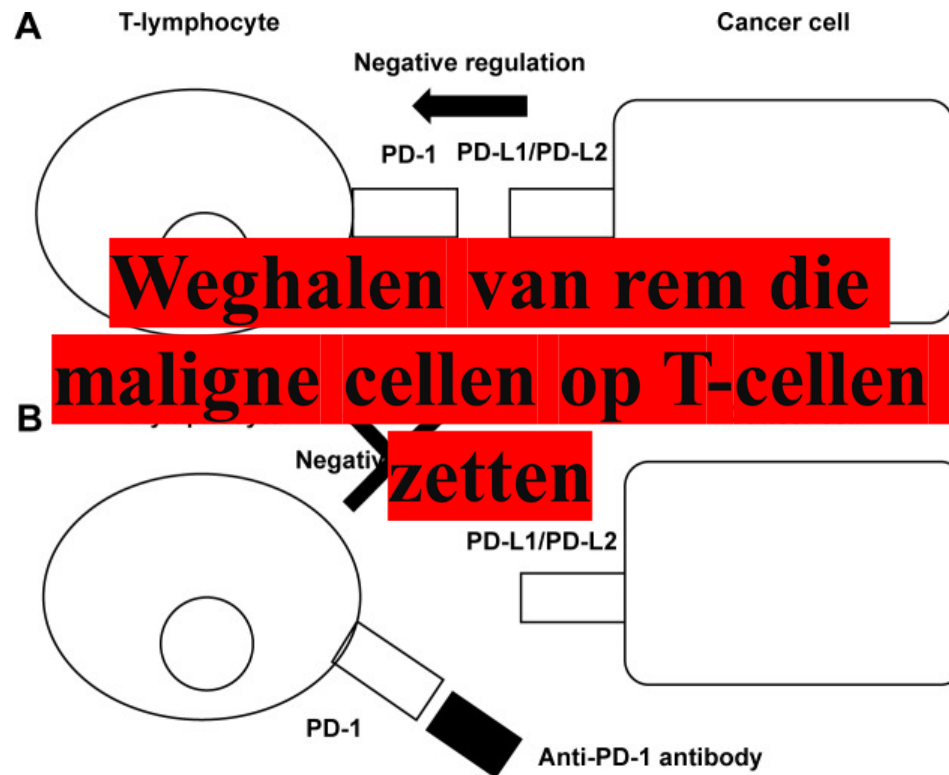 A
T-lymphocyte
Cancer cell
Negative regulation
PD-1
PD-L1/PD-L2
Weghalen van rem die
maligne cellen op T-cellen
zetten
B
PD-L1/PD-L2
PD-1
Anti-PD-1 antibody